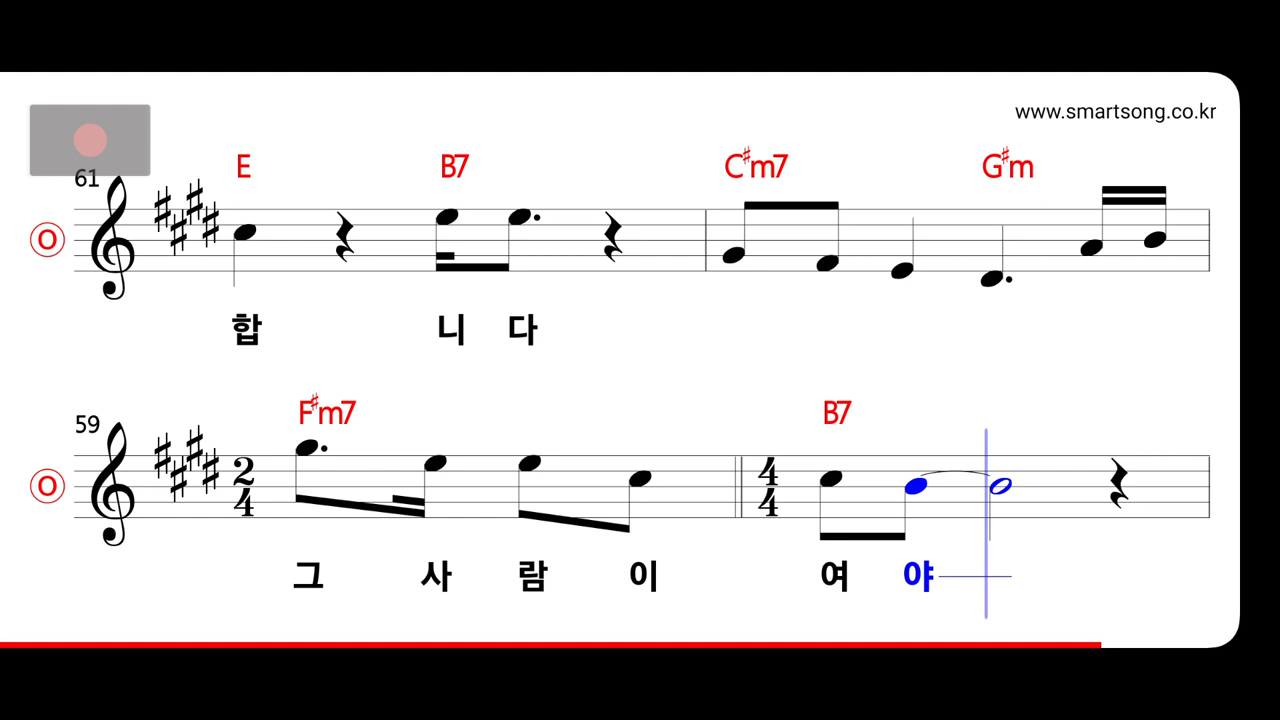 www.smartsong.co.kr
61
E B7 C♯m7 G♯m
O
합 니 다
59
F♯m7 B7
O
2 4
4 4
그 사 람 이 여 야